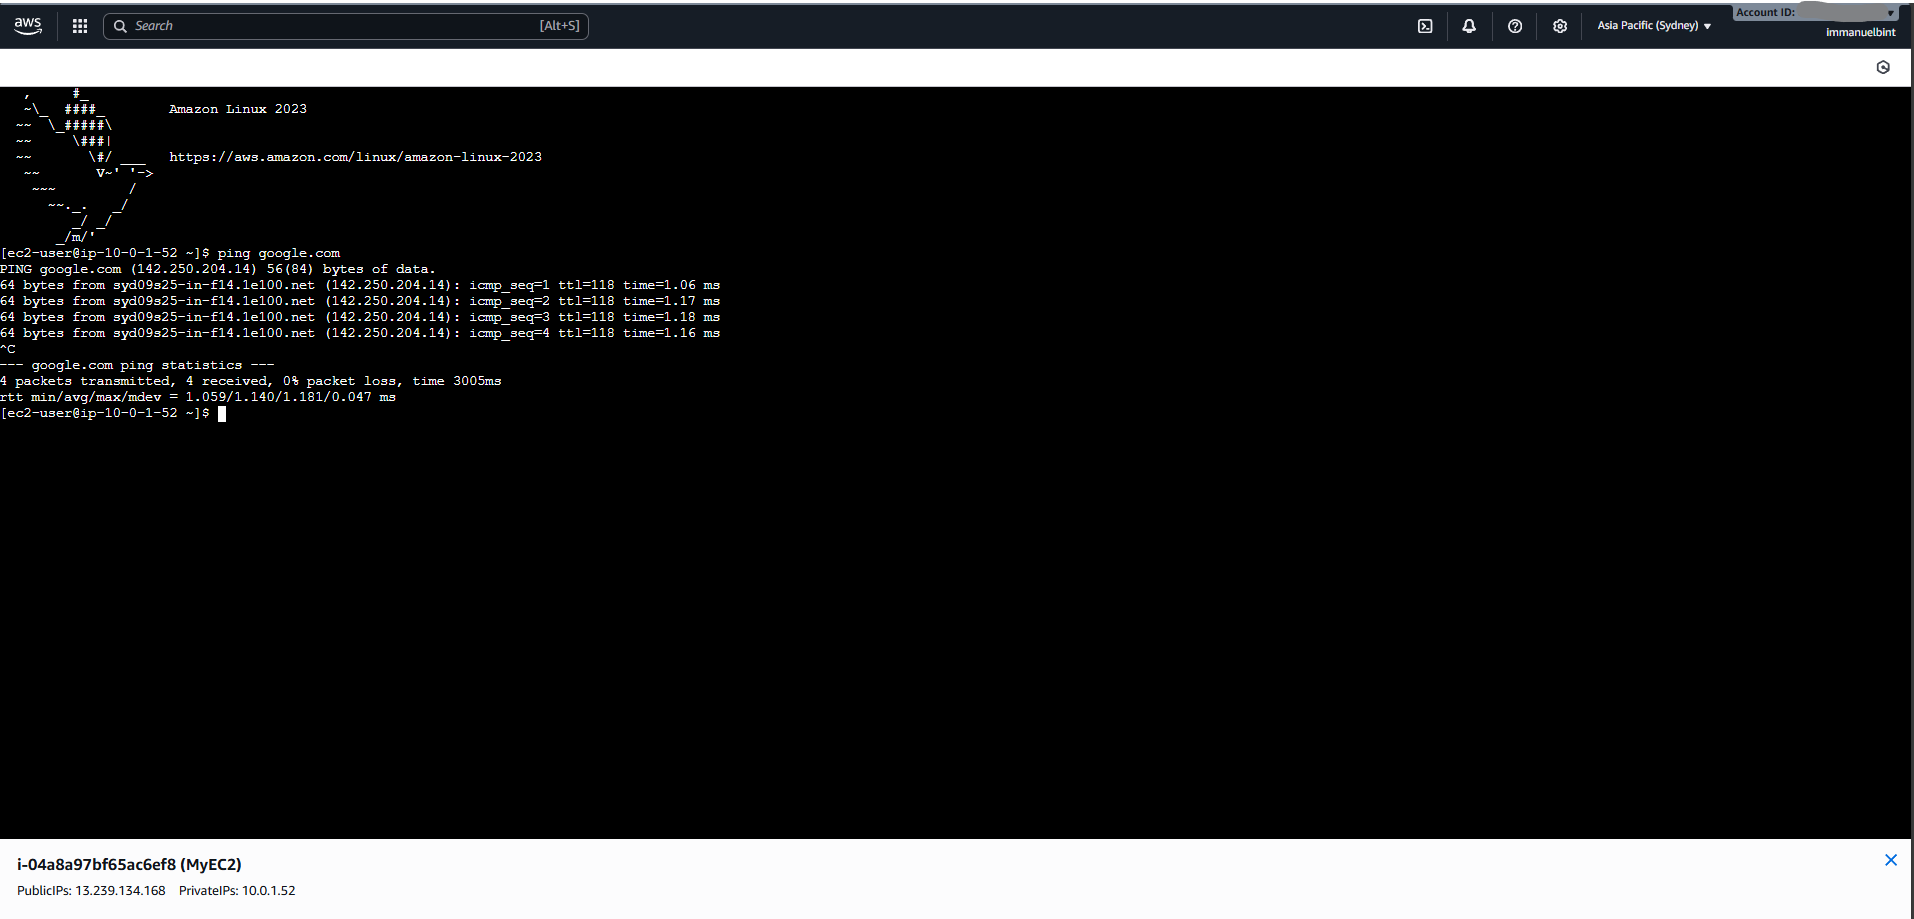 aws
Search [Alt+S]
Asia Pacific (Sydney)
Account ID:
immanuelbint
   ,     #_
   ~\_  ####_        Amazon Linux 2023
  ~~  \_#####\
  ~~     \###|
  ~~       \#/ ___   https://aws.amazon.com/linux/amazon-linux-2023
   ~~       V~' '->
    ~~~         /
      ~~._.   _/
         _/ _/
       _/m/'
[ec2-user@ip-10-0-1-52 ~]$ ping google.com
PING google.com (142.250.204.14) 56(84) bytes of data.
64 bytes from syd09s25-in-f14.1e100.net (142.250.204.14): icmp_seq=1 ttl=118 time=1.06 ms
64 bytes from syd09s25-in-f14.1e100.net (142.250.204.14): icmp_seq=2 ttl=118 time=1.17 ms
64 bytes from syd09s25-in-f14.1e100.net (142.250.204.14): icmp_seq=3 ttl=118 time=1.18 ms
64 bytes from syd09s25-in-f14.1e100.net (142.250.204.14): icmp_seq=4 ttl=118 time=1.16 ms
^C
--- google.com ping statistics ---
4 packets transmitted, 4 received, 0% packet loss, time 3005ms
rtt min/avg/max/mdev = 1.059/1.140/1.181/0.047 ms
[ec2-user@ip-10-0-1-52 ~]$
i-04a8a97bf65ac6ef8 (MyEC2)
PublicIPs: 13.239.134.168 PrivateIPs: 10.0.1.52